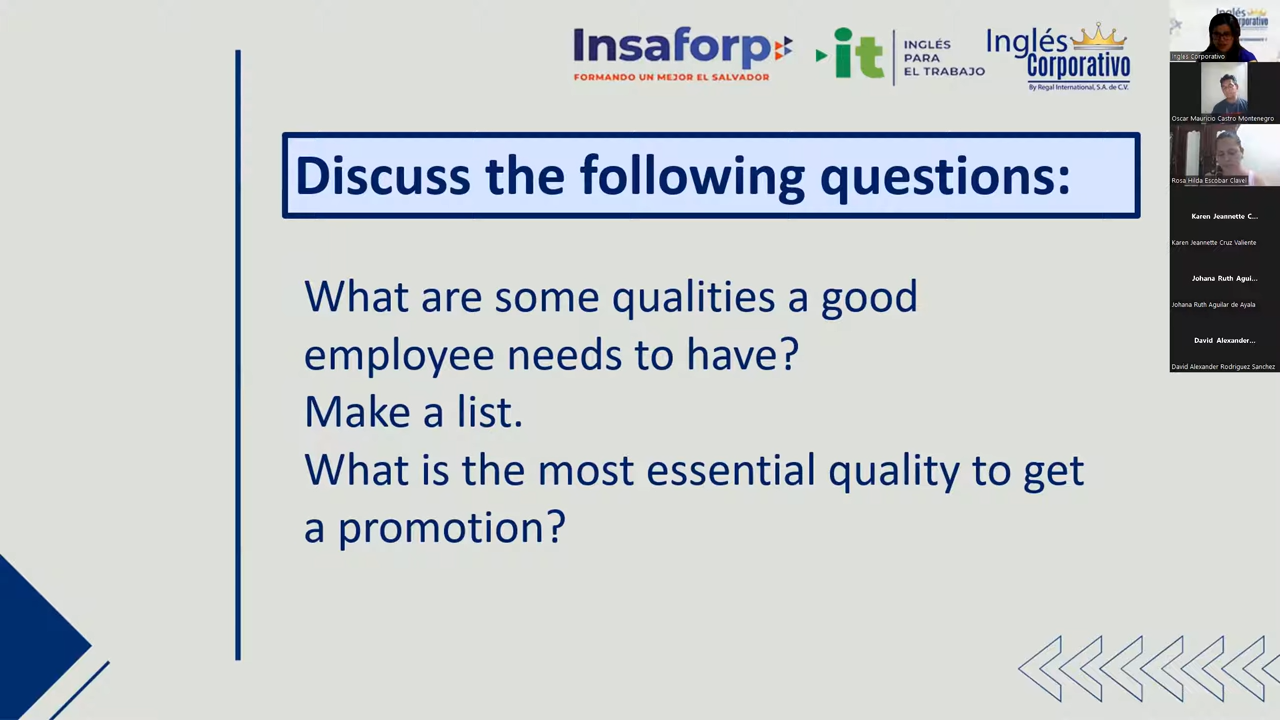 Insaforp
FORMANDO UN MEJOR EL SALVADOR
it
INGLÉS
PARA
EL TRABAJO
Inglés
Corporativo
By Regal International, S.A. de C.V.
Discuss the following questions:
What are some qualities a good
employee needs to have?
Make a list.
What is the most essential quality to get
a promotion?
Inglés Corporativo
Oscar Mauricio Castro Montenegro
Rosa Hilda Escobar Clavel
Karen Jeannette C...
Karen Jeannette Cruz Valiente
Johana Ruth Agui...
Johana Ruth Aguilar de Ayala
David Alexander...
David Alexander Rodriguez Sanchez